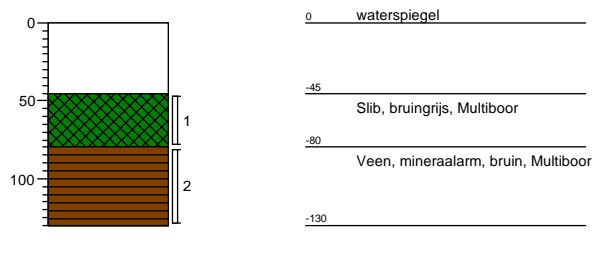 0
50
100
1
2
0 waterspiegel
-45
Slib, bruingrijs, Multiboor
-80
Veen, mineraalarm, bruin, Multiboor
-130